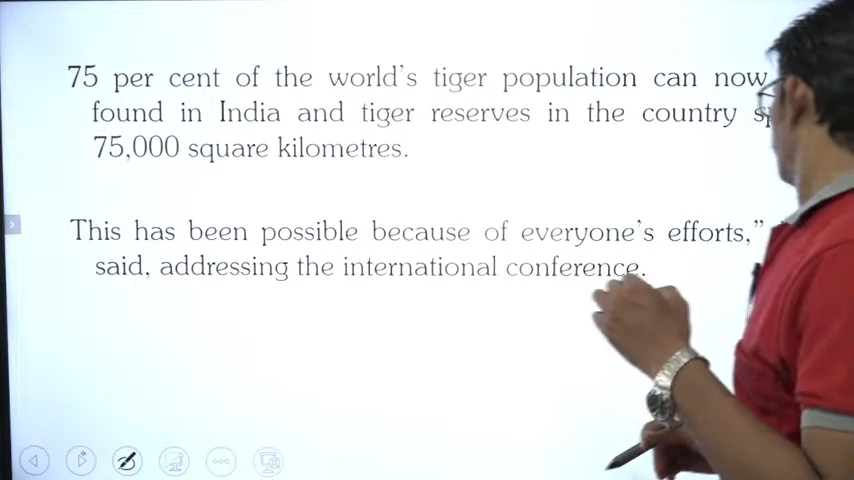 75 per cent of the world's tiger population can now
found in India and tiger reserves in the country
75,000 square kilometres.
This has been possible because of everyone's efforts,”
said, addressing the international conference.